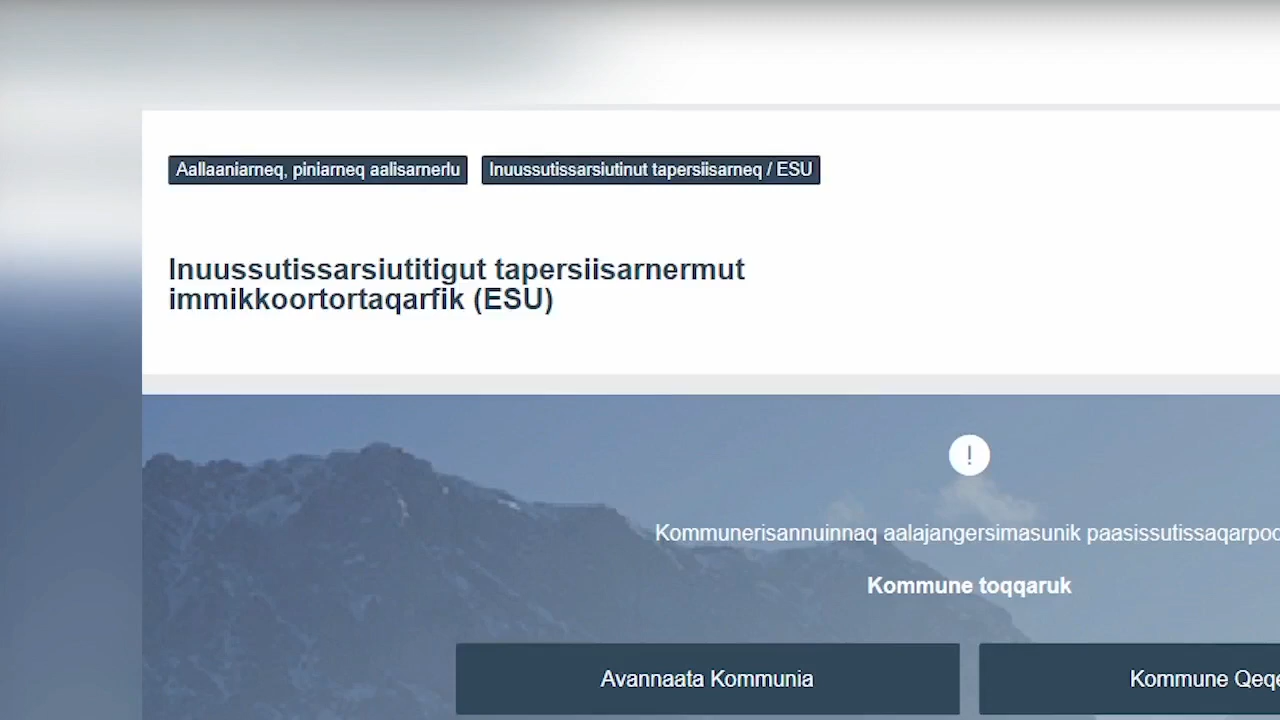 Aallaaniarneq, piniarneq aalisarnerlu
Inuussutissarsiutinut tapersiisarneq / ESU
Inuussutissarsiutitigut tapersiisarnermut
immikkoortortaqarfik (ESU)
!
Kommunerisannuinnaq aalajangersimasunik
Kommune toqqaruk
Avannaata Kommunia
Kommune